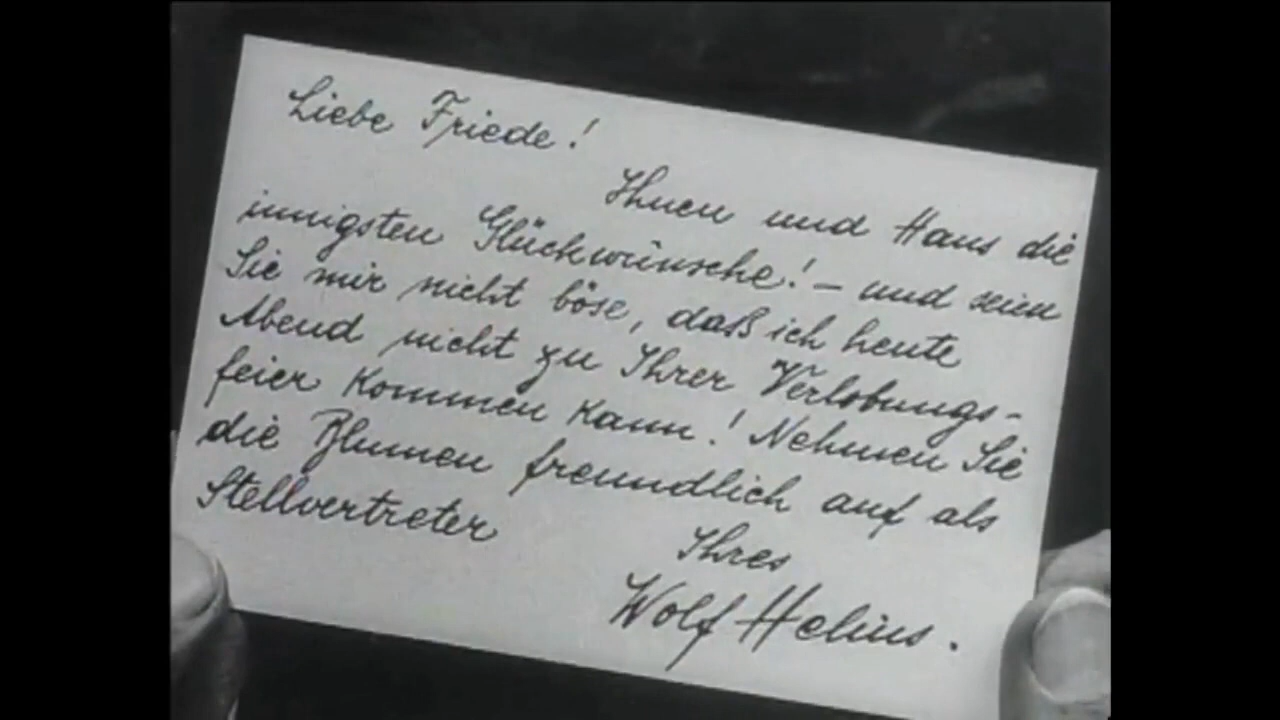 Liebe Friede!
Ihnen und Hans die
innigsten Glückwünsche! – und seien
Sie mir nicht böse, daß ich heute
Abend nicht zu Ihrer Verlobungs-
feier kommen kann! Nehmen Sie
die Blumen freundlich auf als
Stellvertreter
Ihres
Wolf Helius.